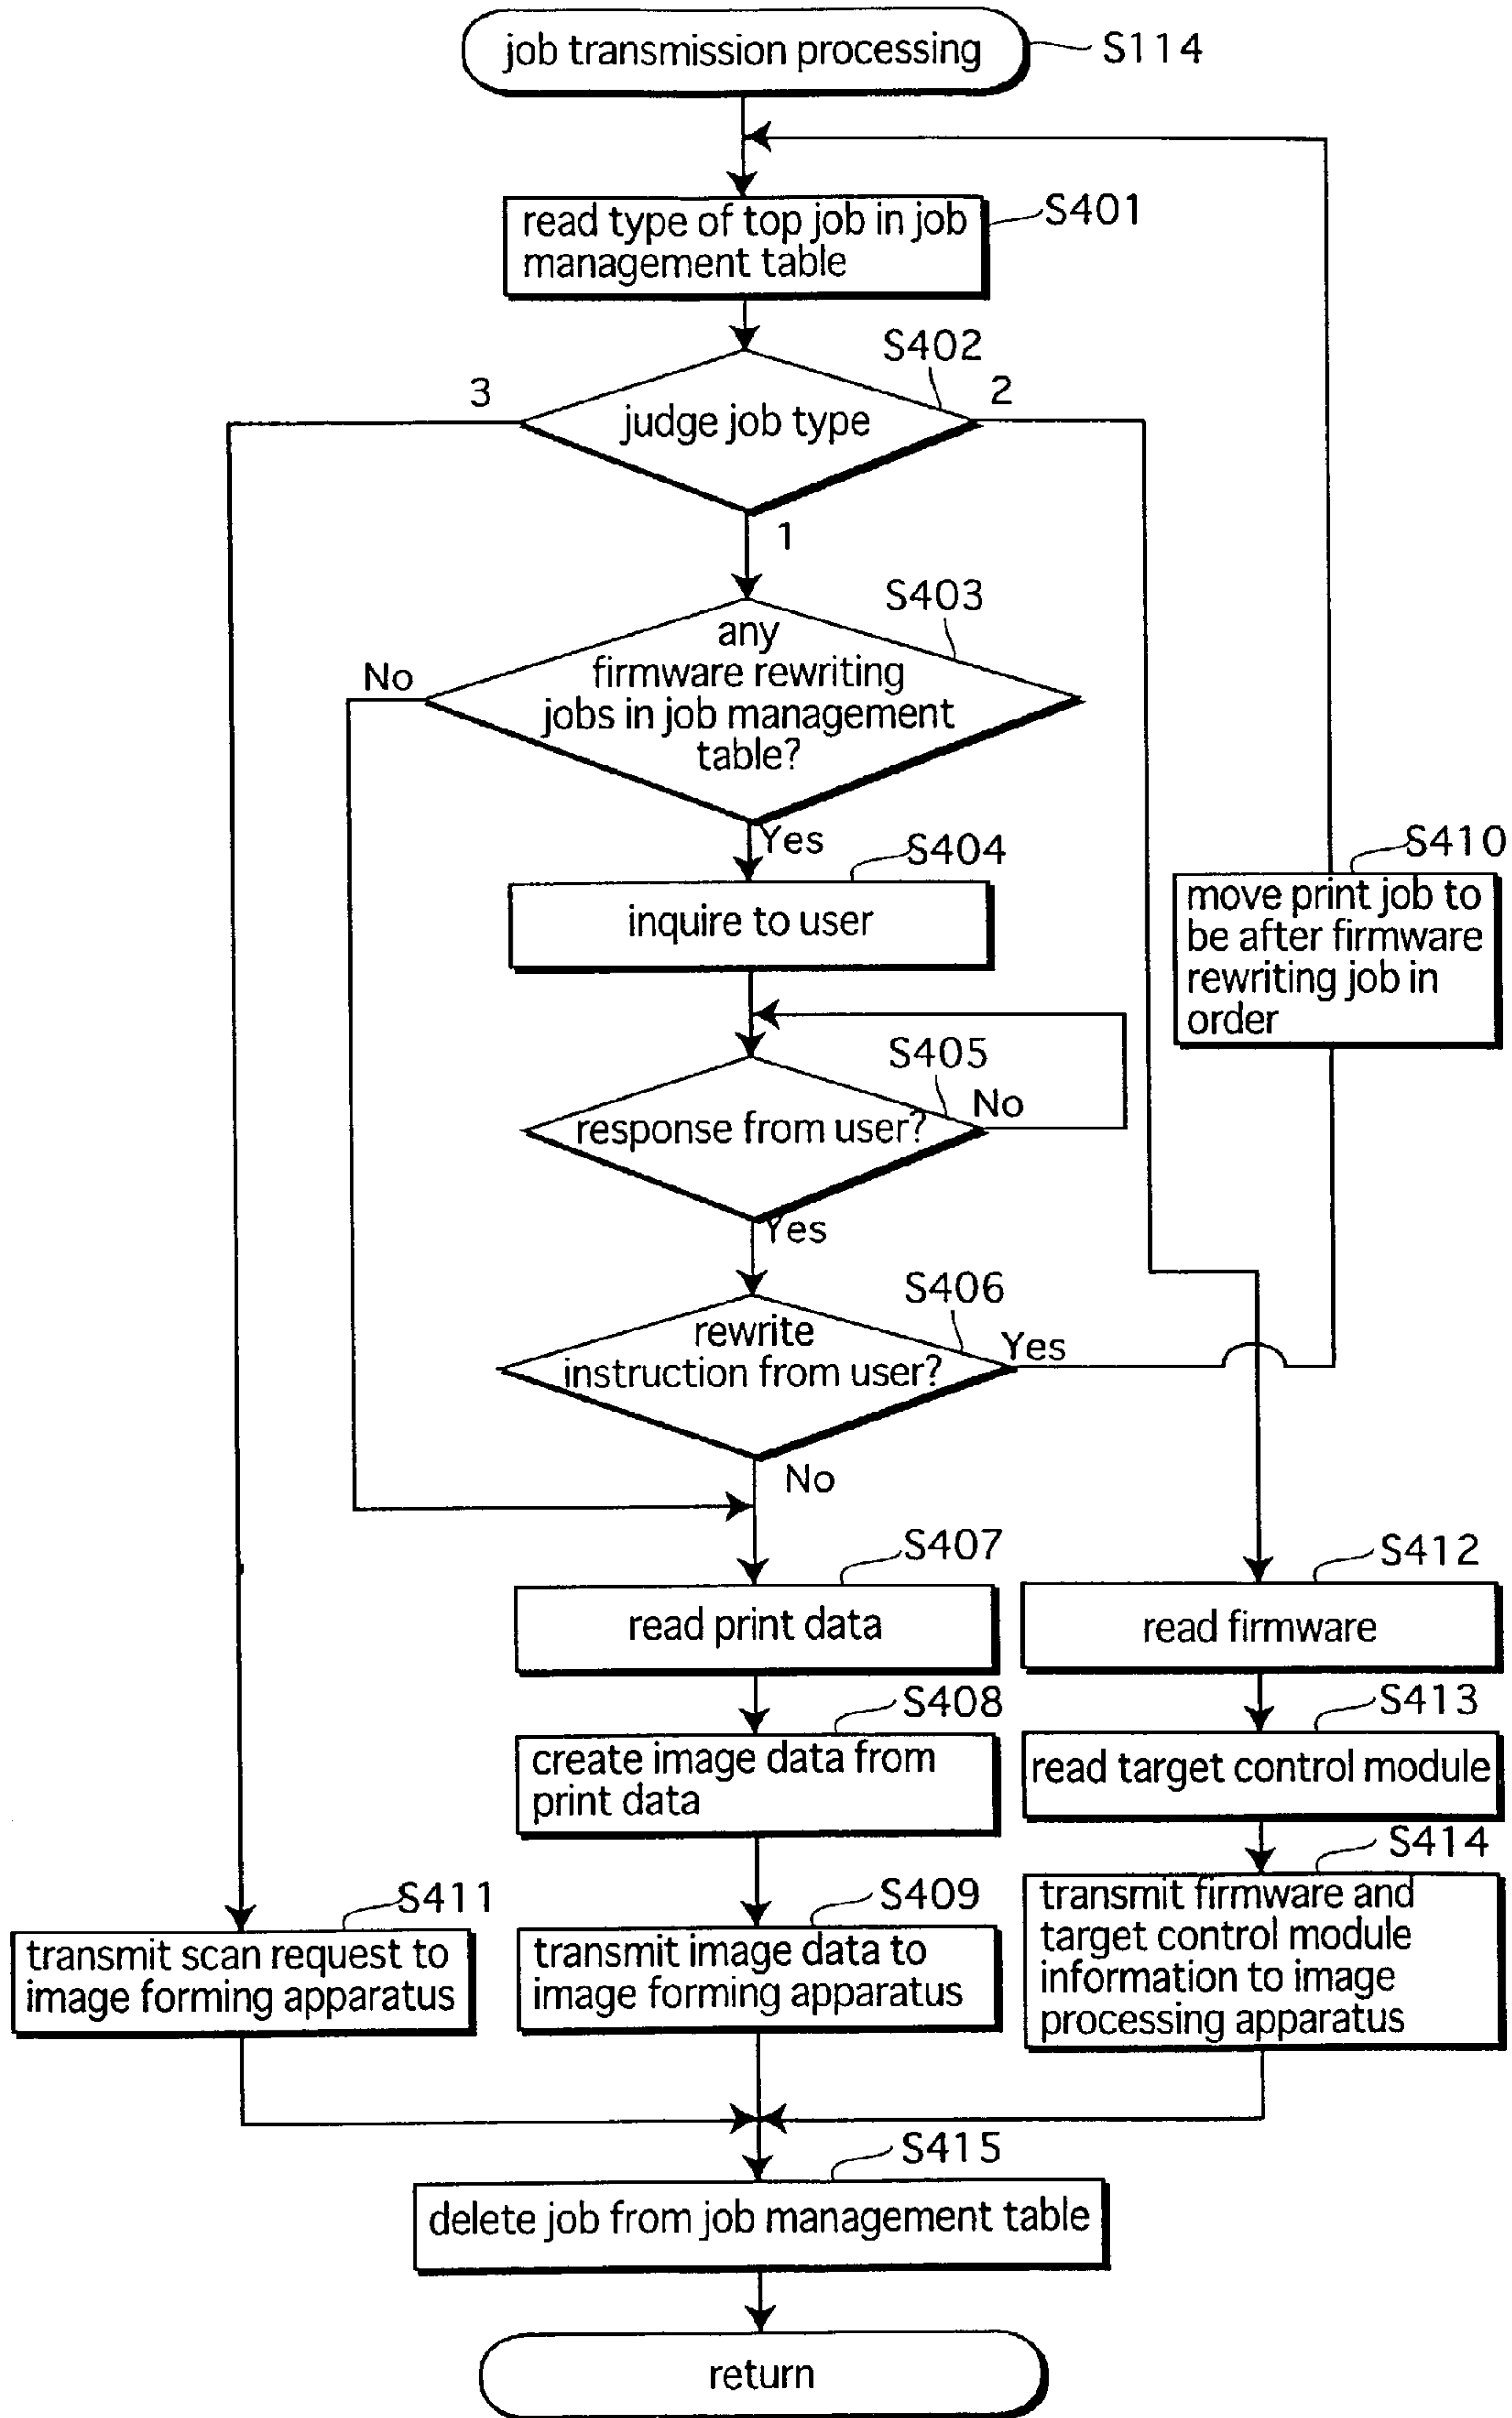 job transmission processing
S114
read type of top job in job
management table
S401
S402
3
judge job type
2
1
S403
any
firmware rewriting
jobs in job management
table?
No
Yes
S404
inquire to user
S410
move print job to
be after firmware
rewriting job in
order
S405
response from user?
No
Yes
S406
rewrite
instruction from user?
Yes
No
S407
read print data
S412
read firmware
S408
create image data from
print data
S413
read target control module
S411
transmit scan request to
image forming apparatus
S409
transmit image data to
image forming apparatus
S414
transmit firmware and
target control module
information to image
processing apparatus
S415
delete job from job management table
return